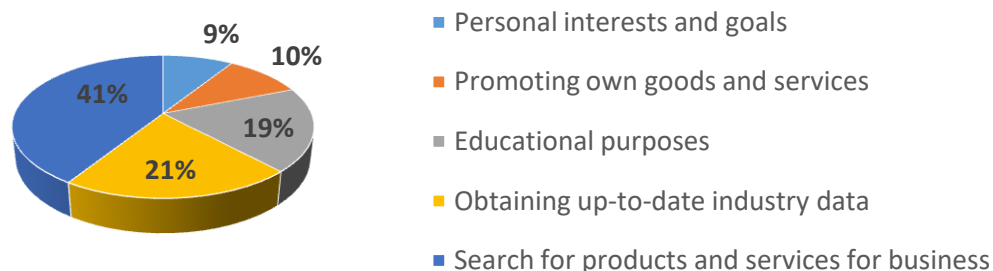 9%
10%
41%
19%
21%
Personal interests and goals
Promoting own goods and services
Educational purposes
Obtaining up-to-date industry data
Search for products and services for business